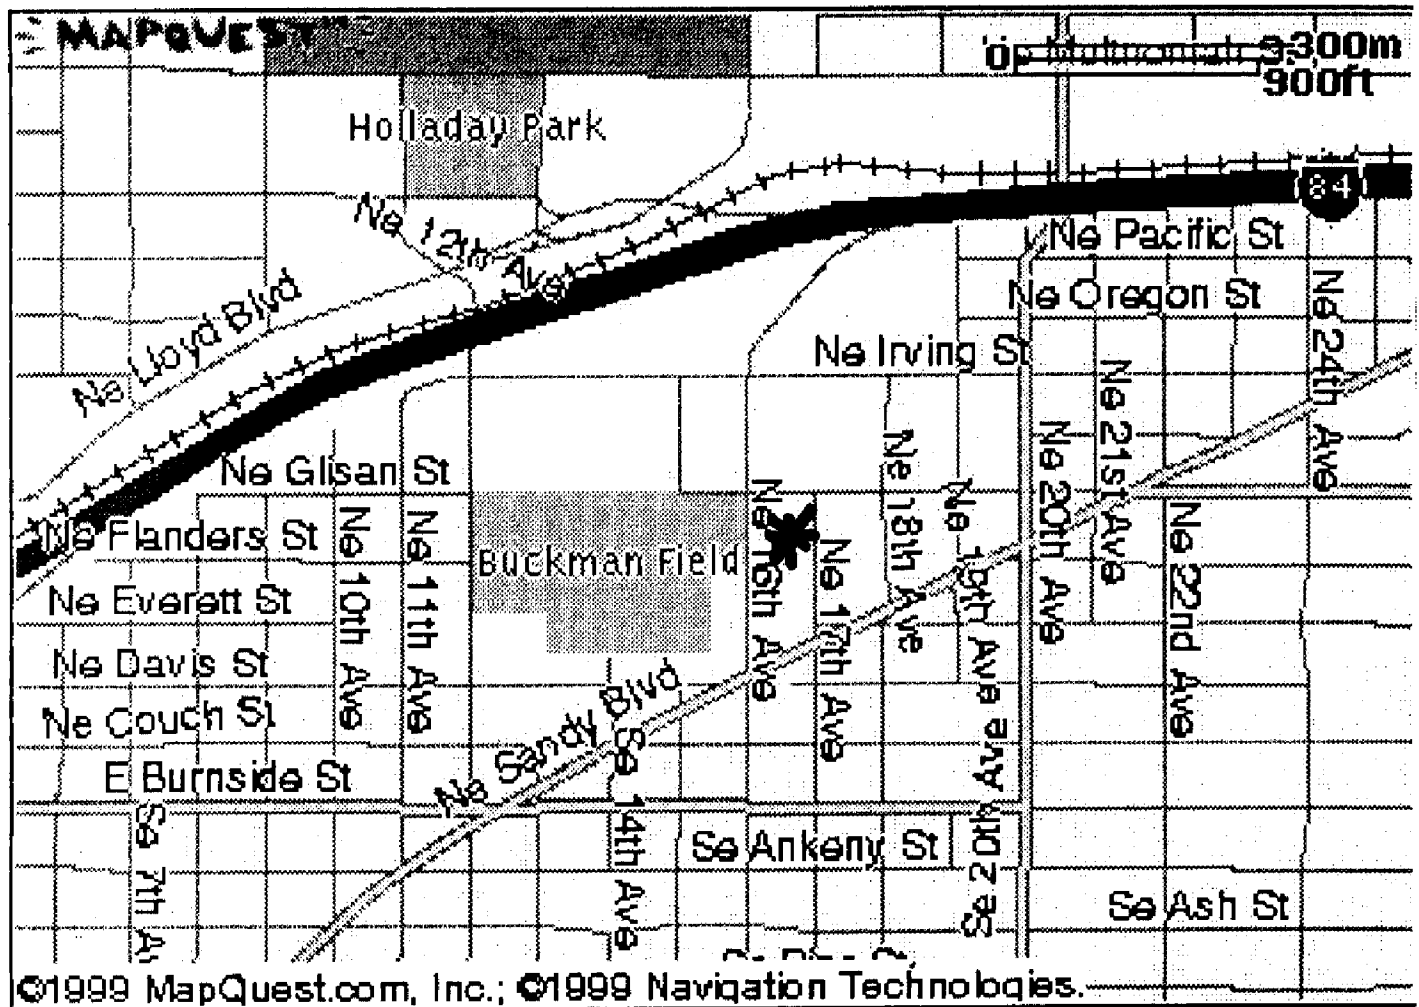 MAPQUEST
0 300m
900ft
Holladay Park
84
Ne 12th Ave
Ne Pacific St
Ne Oregon St
Ne Lloyd Blvd
Ne Irving St
Ne 24th Ave
Ne 21st Ave
Ne Glisan St
Ne 18th Ave
Ne 20th Ave
Ne Flanders St
Ne 10th Ave
Ne 11th Ave
Buckman Field
Ne 16th Ave
Ne 17th Ave
Ne 19th Ave
Ne 22nd Ave
Ne Everett St
Ne Davis St
Ne Couch St
Ne Sandy Blvd
E Burnside St
Se 7th Av
Se 14th Ave
Se Ankeny St
Se 20th Ave
Se Ash St
©1999 MapQuest.com, Inc.; ©1999 Navigation Technologies.